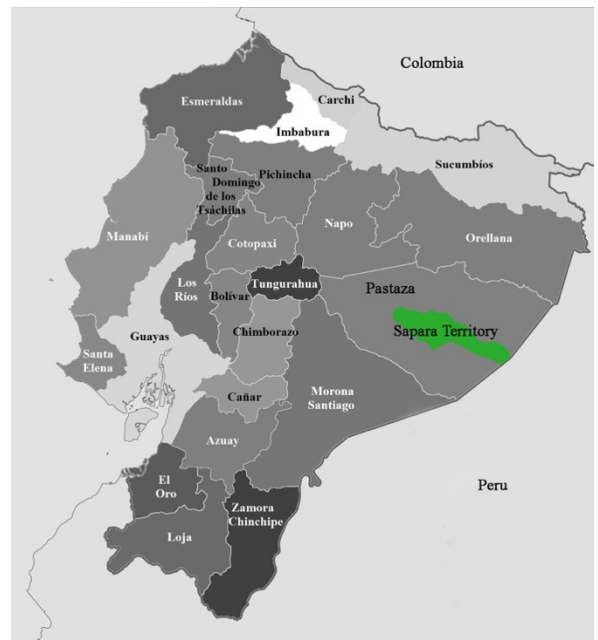 Colombia
Esmeraldas
Carchi
Imbabura
Sucumbíos
Santo
Domingo
de los
Tsáchilas
Pichincha
Manabí
Cotopaxi
Napo
Orellana
Los
Ríos
Bolívar
Tungurahua
Pastaza
Sapara Territory
Guayas
Chimborazo
Santa
Elena
Cañar
Morona
Santiago
Azuay
El
Oro
Zamora
Chinchipe
Loja
Peru